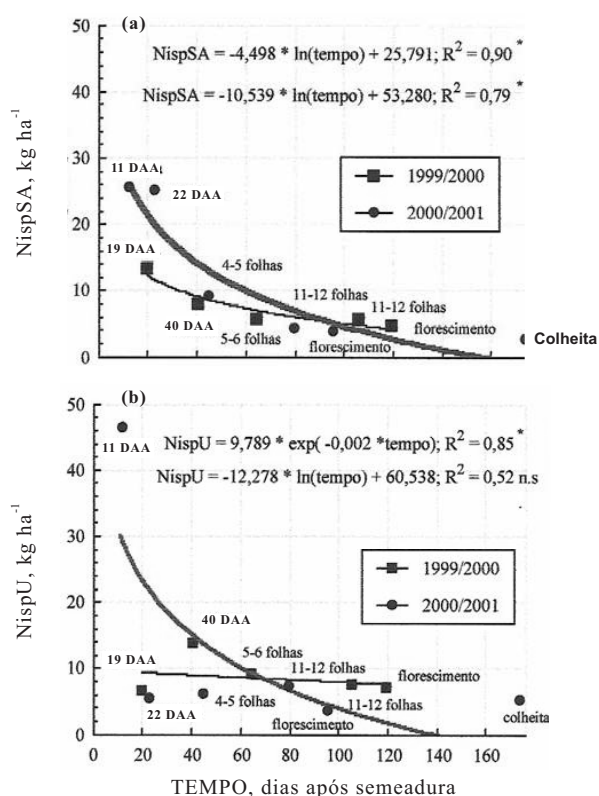 (a)
50
NispSA = -4,498 * ln(tempo) + 25,791; R² = 0,90 *
NispSA = -10,539 * ln(tempo) + 53,280; R² = 0,79 *
40
NispSA, kg ha⁻¹
30
11 DAA
22 DAA
1999/2000
2000/2001
20
19 DAA
4-5 folhas
11-12 folhas
11-12 folhas
10
40 DAA
5-6 folhas
florescimento
florescimento
Colheita
0
(b)
50
11 DAA
NispU = 9,789 * exp( -0,002 *tempo); R² = 0,85 *
NispU = -12,278 * ln(tempo) + 60,538; R² = 0,52 n.s
40
NispU, kg ha⁻¹
30
1999/2000
2000/2001
20
40 DAA
5-6 folhas
19 DAA
11-12 folhas
florescimento
10
22 DAA
4-5 folhas
11-12 folhas
florescimento
colheita
0
0 20 40 60 80 100 120 140 160
TEMPO, dias após semeadura